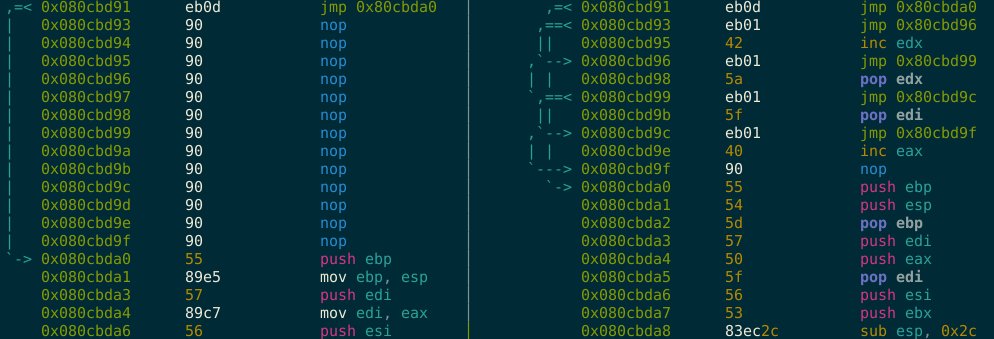 ,=< 0x080cbd91 eb0d jmp 0x80cbda0
| 0x080cbd93 90 nop
| 0x080cbd94 90 nop
| 0x080cbd95 90 nop
| 0x080cbd96 90 nop
| 0x080cbd97 90 nop
| 0x080cbd98 90 nop
| 0x080cbd99 90 nop
| 0x080cbd9a 90 nop
| 0x080cbd9b 90 nop
| 0x080cbd9c 90 nop
| 0x080cbd9d 90 nop
| 0x080cbd9e 90 nop
| 0x080cbd9f 90 nop
`-> 0x080cbda0 55 push ebp
0x080cbda1 89e5 mov ebp, esp
0x080cbda3 57 push edi
0x080cbda4 89c7 mov edi, eax
0x080cbda6 56 push esi
,=< 0x080cbd91 eb0d jmp 0x80cbda0
,==< 0x080cbd93 eb01 jmp 0x80cbd96
|| 0x080cbd95 42 inc edx
,`--> 0x080cbd96 eb01 jmp 0x80cbd99
| | 0x080cbd98 5a pop edx
`,==< 0x080cbd99 eb01 jmp 0x80cbd9c
|| 0x080cbd9b 5f pop edi
,`--> 0x080cbd9c eb01 jmp 0x80cbd9f
| | 0x080cbd9e 40 inc eax
`---> 0x080cbd9f 90 nop
`-> 0x080cbda0 55 push ebp
0x080cbda1 54 push esp
0x080cbda2 5d pop ebp
0x080cbda3 57 push edi
0x080cbda4 50 push eax
0x080cbda5 5f pop edi
0x080cbda6 56 push esi
0x080cbda7 53 push ebx
0x080cbda8 83ec2c sub esp, 0x2c